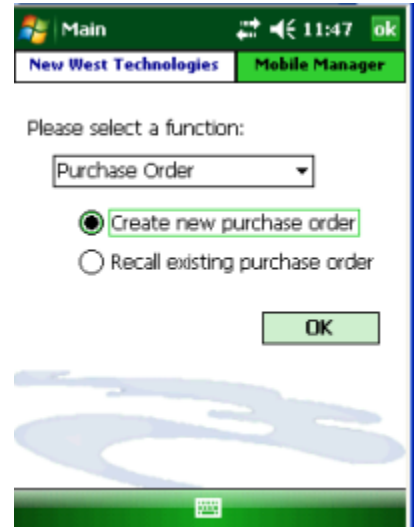 Main 11:47 ok
New West Technologies Mobile Manager
Please select a function:
Purchase Order
Create new purchase order
Recall existing purchase order
OK